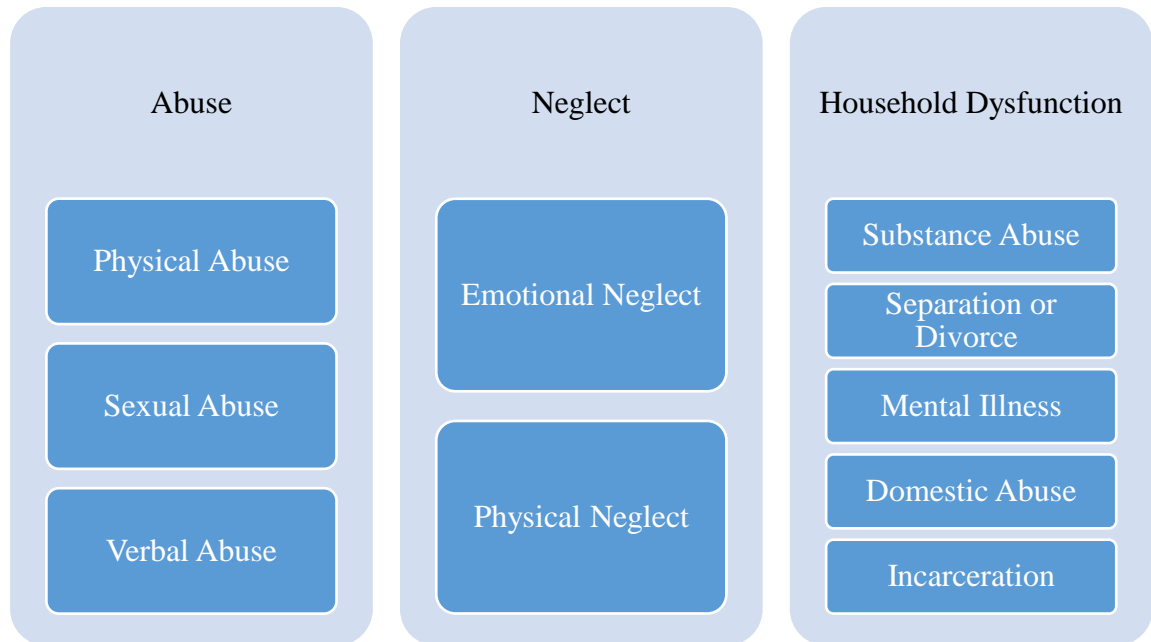 Abuse
Physical Abuse
Sexual Abuse
Verbal Abuse
Neglect
Emotional Neglect
Physical Neglect
Household Dysfunction
Substance Abuse
Separation or
Divorce
Mental Illness
Domestic Abuse
Incarceration